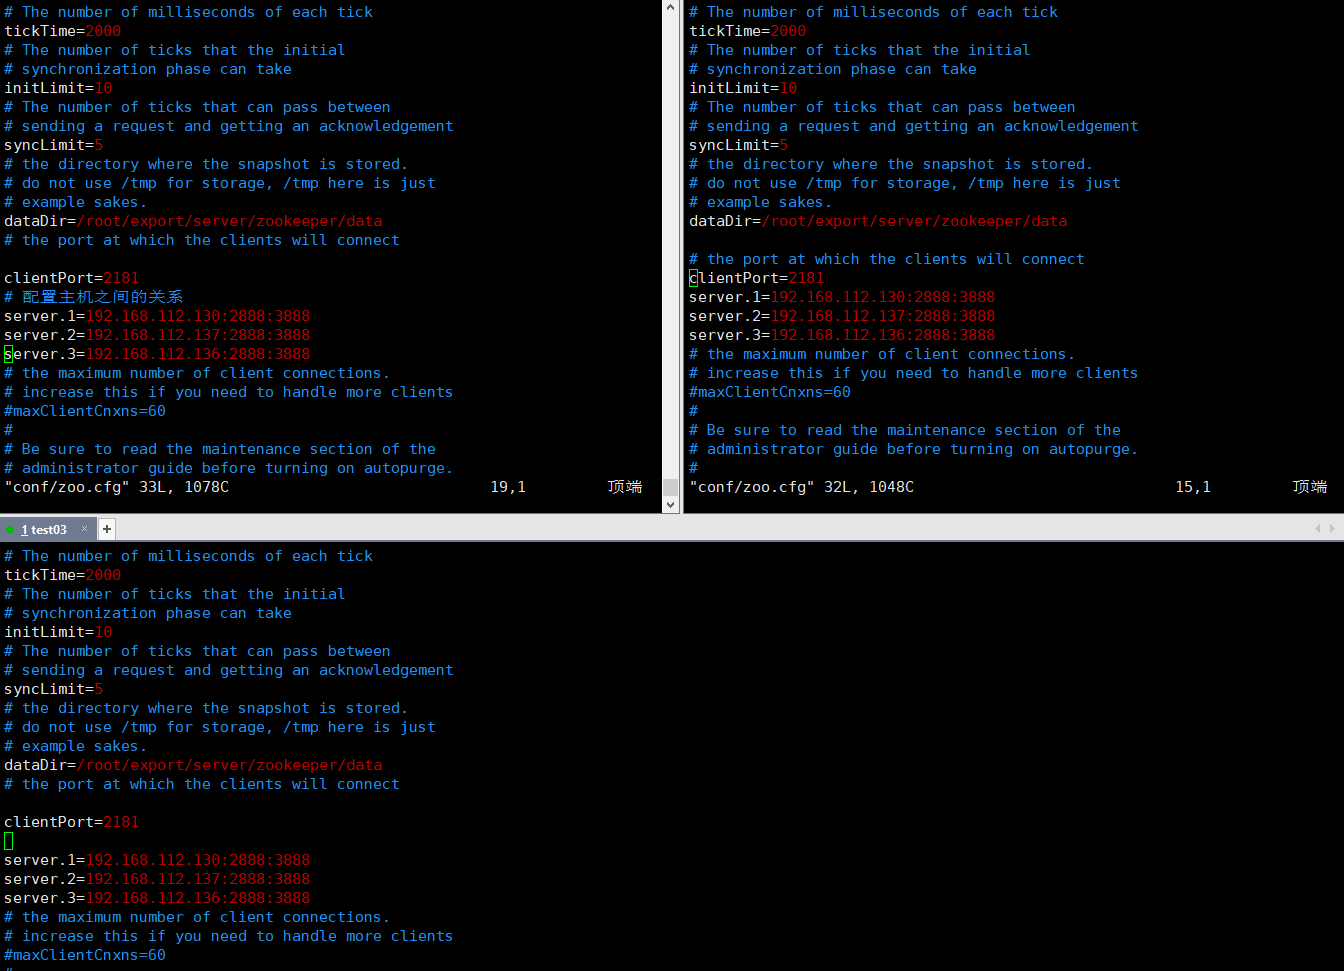 # The number of milliseconds of each tick
tickTime=2000
# The number of ticks that the initial
# synchronization phase can take
initLimit=10
# The number of ticks that can pass between
# sending a request and getting an acknowledgement
syncLimit=5
# the directory where the snapshot is stored.
# do not use /tmp for storage, /tmp here is just
# example sakes.
dataDir=/root/export/server/zookeeper/data
# the port at which the clients will connect
clientPort=2181
# 配置主机之间的关系
server.1=192.168.112.130:2888:3888
server.2=192.168.112.137:2888:3888
server.3=192.168.112.136:2888:3888
# the maximum number of client connections.
# increase this if you need to handle more clients
#maxClientCnxns=60
#
# Be sure to read the maintenance section of the
# administrator guide before turning on autopurge.
"conf/zoo.cfg" 33L, 1078C 19,1 顶端
# The number of milliseconds of each tick
tickTime=2000
# The number of ticks that the initial
# synchronization phase can take
initLimit=10
# The number of ticks that can pass between
# sending a request and getting an acknowledgement
syncLimit=5
# the directory where the snapshot is stored.
# do not use /tmp for storage, /tmp here is just
# example sakes.
dataDir=/root/export/server/zookeeper/data
# the port at which the clients will connect
clientPort=2181
server.1=192.168.112.130:2888:3888
server.2=192.168.112.137:2888:3888
server.3=192.168.112.136:2888:3888
# the maximum number of client connections.
# increase this if you need to handle more clients
#maxClientCnxns=60
#
# Be sure to read the maintenance section of the
# administrator guide before turning on autopurge.
#
"conf/zoo.cfg" 32L, 1048C 15,1 顶端
1 test03 × +
# The number of milliseconds of each tick
tickTime=2000
# The number of ticks that the initial
# synchronization phase can take
initLimit=10
# The number of ticks that can pass between
# sending a request and getting an acknowledgement
syncLimit=5
# the directory where the snapshot is stored.
# do not use /tmp for storage, /tmp here is just
# example sakes.
dataDir=/root/export/server/zookeeper/data
# the port at which the clients will connect
clientPort=2181
server.1=192.168.112.130:2888:3888
server.2=192.168.112.137:2888:3888
server.3=192.168.112.136:2888:3888
# the maximum number of client connections.
# increase this if you need to handle more clients
#maxClientCnxns=60
#